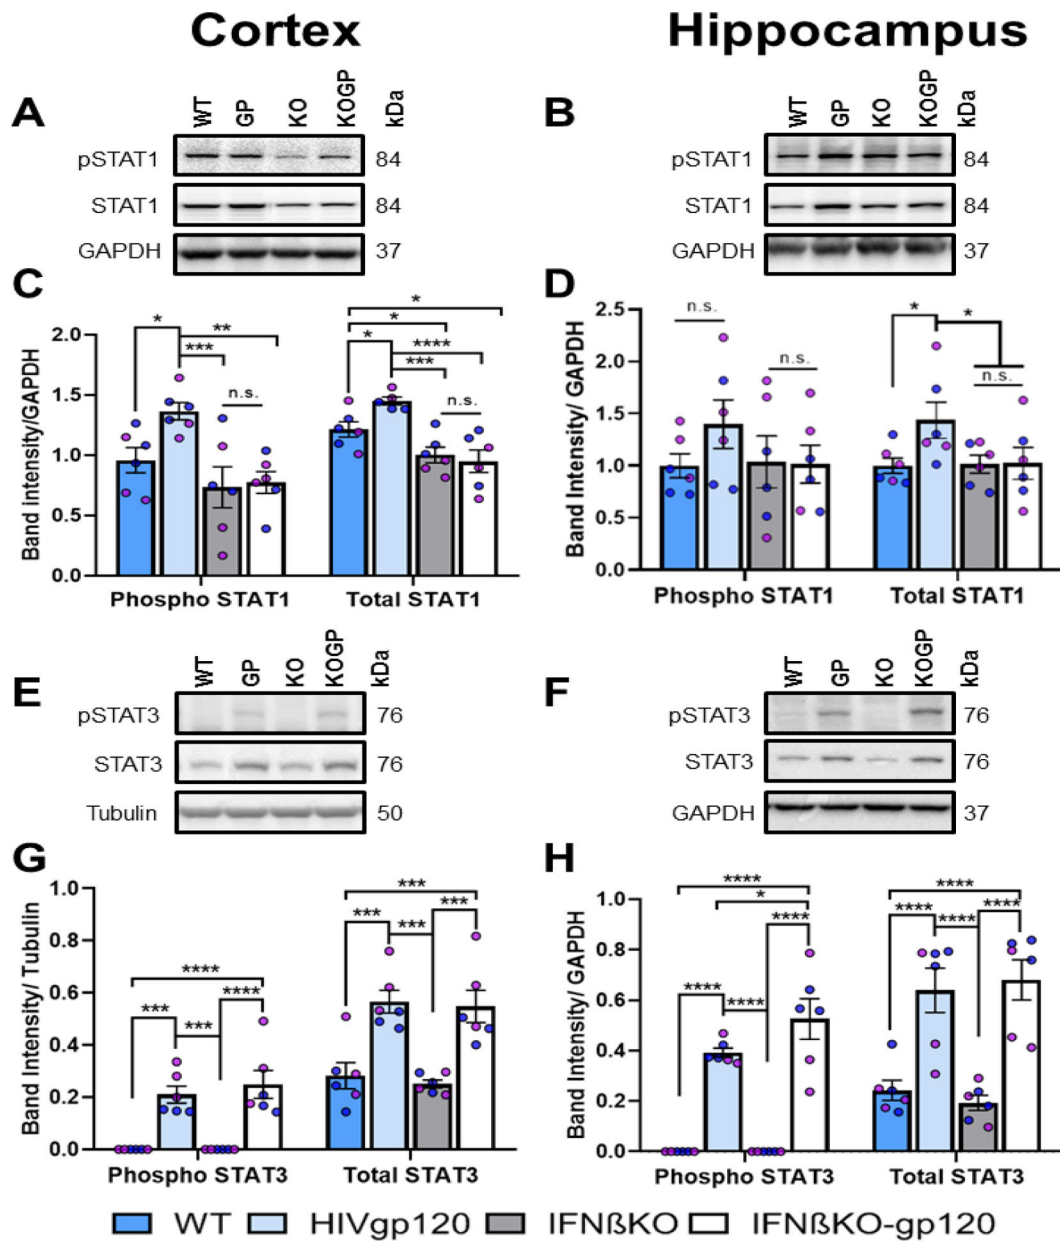 Cortex
Hippocampus
A
WT GP KO KOGP kDa
pSTAT1 84
STAT1 84
GAPDH 37
B
WT GP KO KOGP kDa
pSTAT1 84
STAT1 84
GAPDH 37
C
Band Intensity/GAPDH
2.0
1.5
1.0
0.5
0.0
* ** *** n.s.
* * * **** *** n.s.
Phospho STAT1 Total STAT1
D
Band Intensity/ GAPDH
2.5
2.0
1.5
1.0
0.5
0.0
n.s. n.s.
* * n.s.
Phospho STAT1 Total STAT1
E
WT GP KO KOGP kDa
pSTAT3 76
STAT3 76
Tubulin 50
F
WT GP KO KOGP kDa
pSTAT3 76
STAT3 76
GAPDH 37
G
Band Intensity/ Tubulin
1.0
0.8
0.6
0.4
0.2
0.0
**** *** *** ****
*** *** *** ***
Phospho STAT3 Total STAT3
H
Band Intensity/ GAPDH
1.0
0.8
0.6
0.4
0.2
0.0
**** * **** **** ****
**** **** **** ****
Phospho STAT3 Total STAT3
WT HIVgp120 IFNßKO IFNßKO-gp120